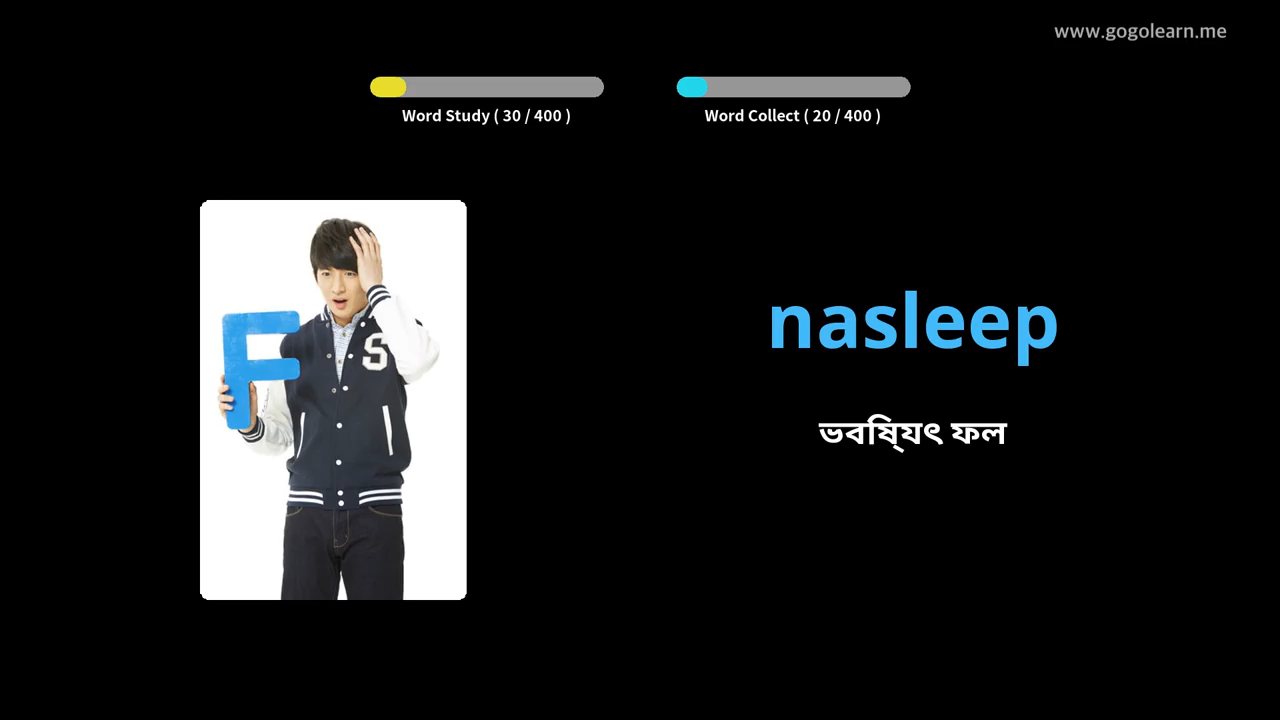 www.gogolearn.me
Word Study ( 30 / 400 )
Word Collect ( 20 / 400 )
F
S
nasleep
ভবিষ্যৎ ফল